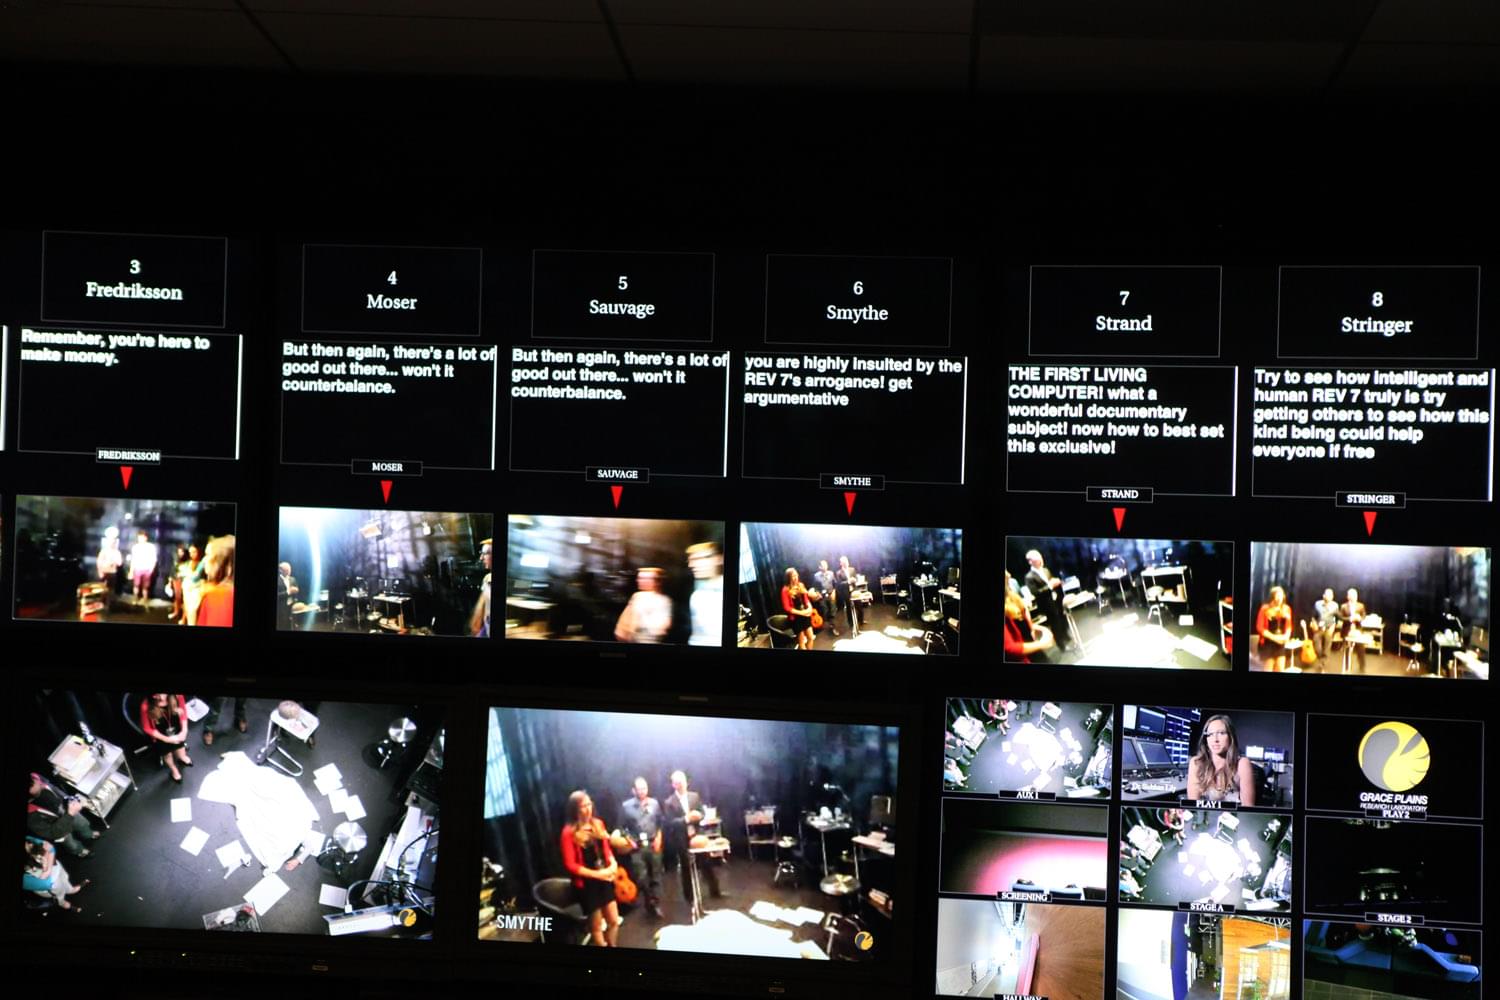 3
Fredriksson
Remember, you're here to
make money.
FREDRIKSSON
4
Moser
But then again, there's a lot of
good out there... won't it
counterbalance.
MOSER
5
Sauvage
But then again, there's a lot of
good out there... won't it
counterbalance.
SAUVAGE
6
Smythe
you are highly insulted by the
REV 7's arrogance! get
argumentative
SMYTHE
7
Strand
THE FIRST LIVING
COMPUTER! what a
wonderful documentary
subject! now how to best set
this exclusive!
STRAND
8
Stringer
Try to see how intelligent and
human REV 7 truly is try
getting others to see how this
kind being could help
everyone if free
STRINGER
SMYTHE
AUX 1
PLAY 1
GRACE PLAINS
RESEARCH LABORATORY
PLAY 2
SCREENING
STAGE A
STAGE 2
HALLWAY